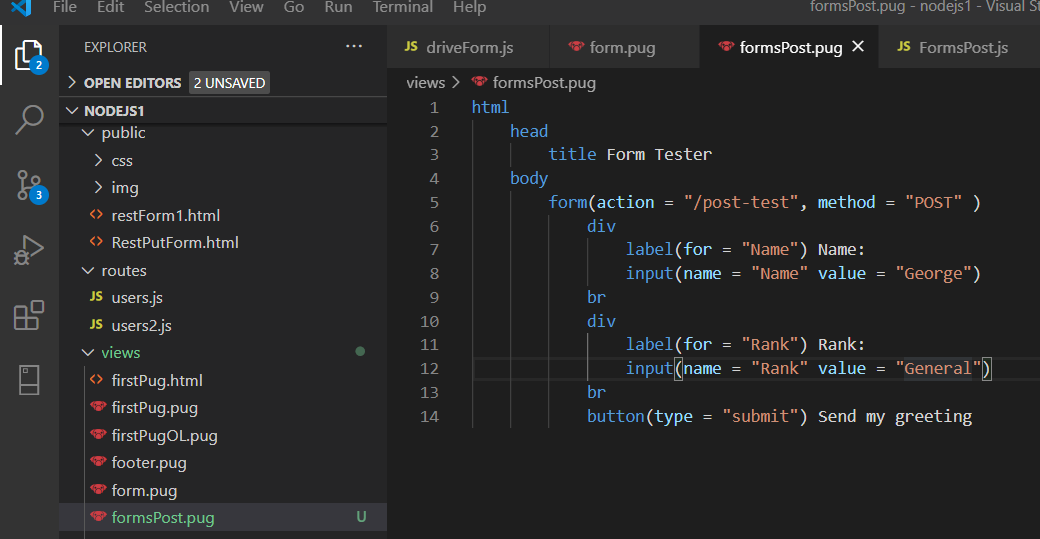 File Edit Selection View Go Run Terminal Help formsPost.pug - nodejs1 - Visual St
EXPLORER ...
JS driveForm.js form.pug formsPost.pug × JS FormsPost.js
OPEN EDITORS 2 UNSAVED
views > formsPost.pug
NODEJS1
public
css
img
<> restForm1.html
<> RestPutForm.html
routes
JS users.js
JS users2.js
views
<> firstPug.html
firstPug.pug
firstPugOL.pug
footer.pug
form.pug
formsPost.pug U
2
3
1 html
2 head
3 title Form Tester
4 body
5 form(action = "/post-test", method = "POST" )
6 div
7 label(for = "Name") Name:
8 input(name = "Name" value = "George")
9 br
10 div
11 label(for = "Rank") Rank:
12 input(name = "Rank" value = "General")
13 br
14 button(type = "submit") Send my greeting